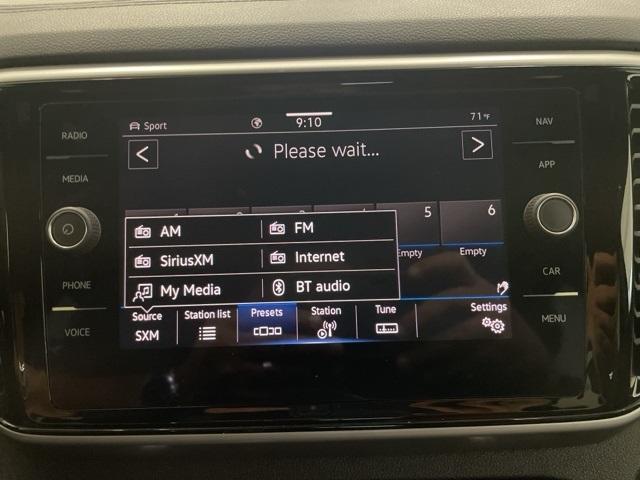 RADIO
MEDIA
PHONE
VOICE
NAV
APP
CAR
MENU
Sport
9:10
71°F
< Please wait... >
5
6
Empty
AM
FM
SiriusXM
Internet
My Media
BT audio
Source
SXM
Station list
Presets
Station
Tune
Settings